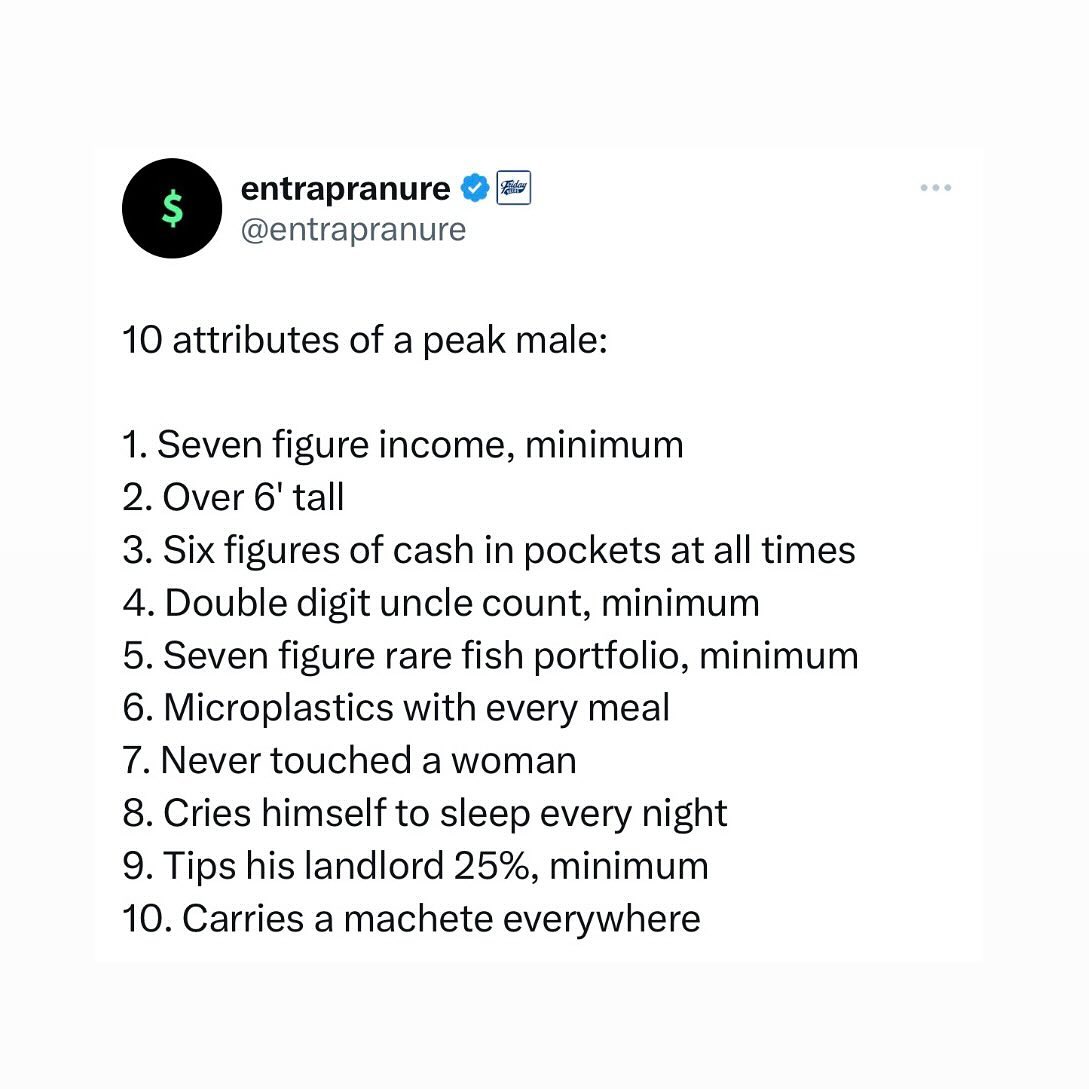 $
entrapranure
Friday
@entrapranure
10 attributes of a peak male:
1. Seven figure income, minimum
2. Over 6' tall
3. Six figures of cash in pockets at all times
4. Double digit uncle count, minimum
5. Seven figure rare fish portfolio, minimum
6. Microplastics with every meal
7. Never touched a woman
8. Cries himself to sleep every night
9. Tips his landlord 25%, minimum
10. Carries a machete everywhere